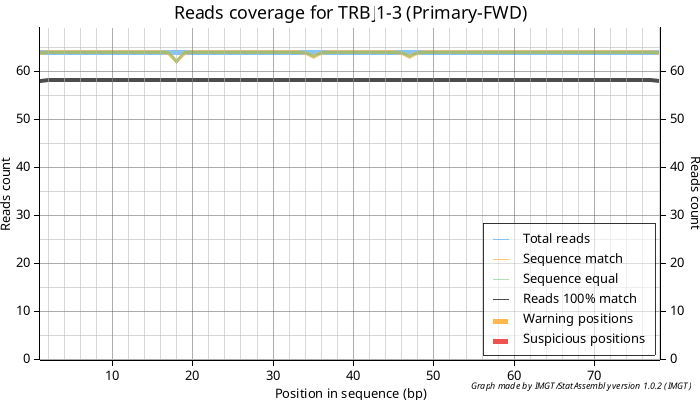 Reads coverage for TRBJ1-3 (Primary-FWD)
60 60
50 50
40 40
30 30
20 20
10 10
0 0
Reads count
Reads count
Total reads
Sequence match
Sequence equal
Reads 100% match
Warning positions
Suspicious positions
10 20 30 40 50 60 70
Position in sequence (bp)
Graph made by IMGT/StatAssembly version 1.0.2 (IMGT)